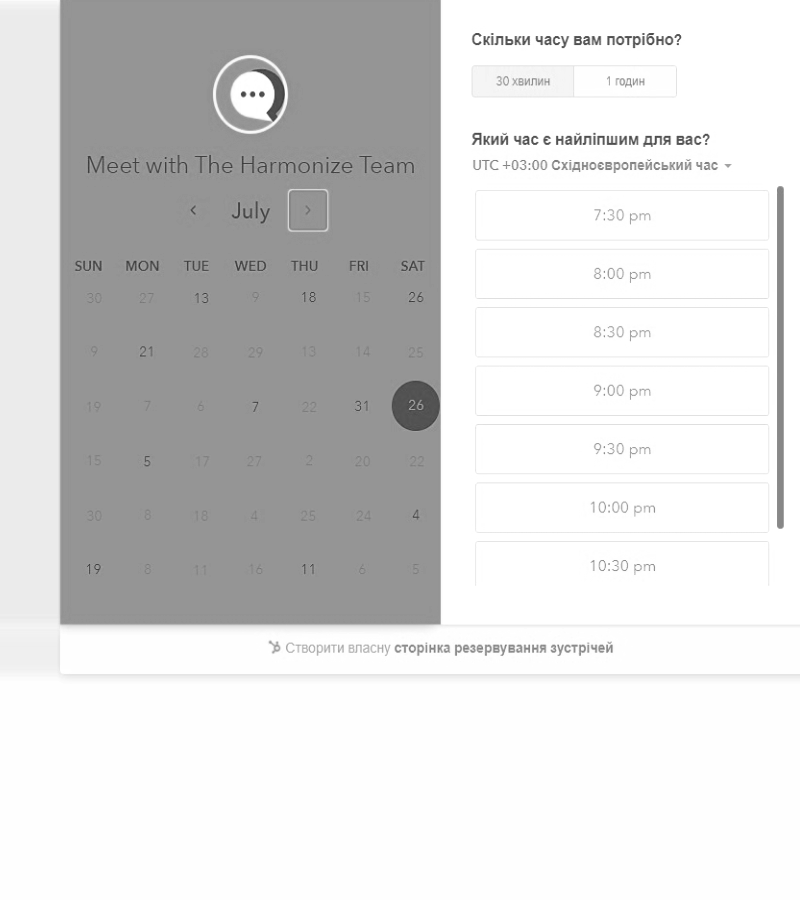 Meet with The Harmonize Team
July
SUN MON TUE WED THU FRI SAT
30 27 13 9 18 15 26
9 21 28 29 13 14 25
19 7 6 7 22 31 26
15 5 17 27 2 20 22
30 8 18 4 25 24 4
19 8 11 16 11 6 5
Скільки часу вам потрібно?
30 хвилин 1 годин
Який час є найліпшим для вас?
UTC +03:00 Східноєвропейський час
7:30 pm
8:00 pm
8:30 pm
9:00 pm
9:30 pm
10:00 pm
10:30 pm
Створити власну сторінка резервування зустрічей